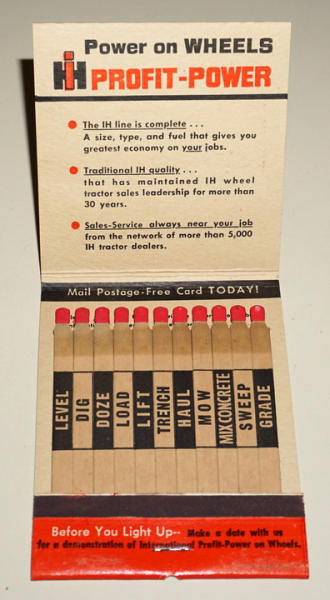 Power on WHEELS
IH PROFIT-POWER
The IH line is complete . . .
A size, type, and fuel that gives you
greatest economy on your jobs.
Traditional IH quality . . .
that has maintained IH wheel
tractor sales leadership for more than
30 years.
Sales-Service always near your job
from the network of more than 5,000
IH tractor dealers.
Mail Postage-Free Card TODAY!
LEVEL
DIG
DOZE
LOAD
LIFT
TRENCH
HAUL
MOW
MIX CONCRETE
SWEEP
GRADE
Before You Light Up-- Make a date with us
for a demonstration of International Profit-Power on Wheels.